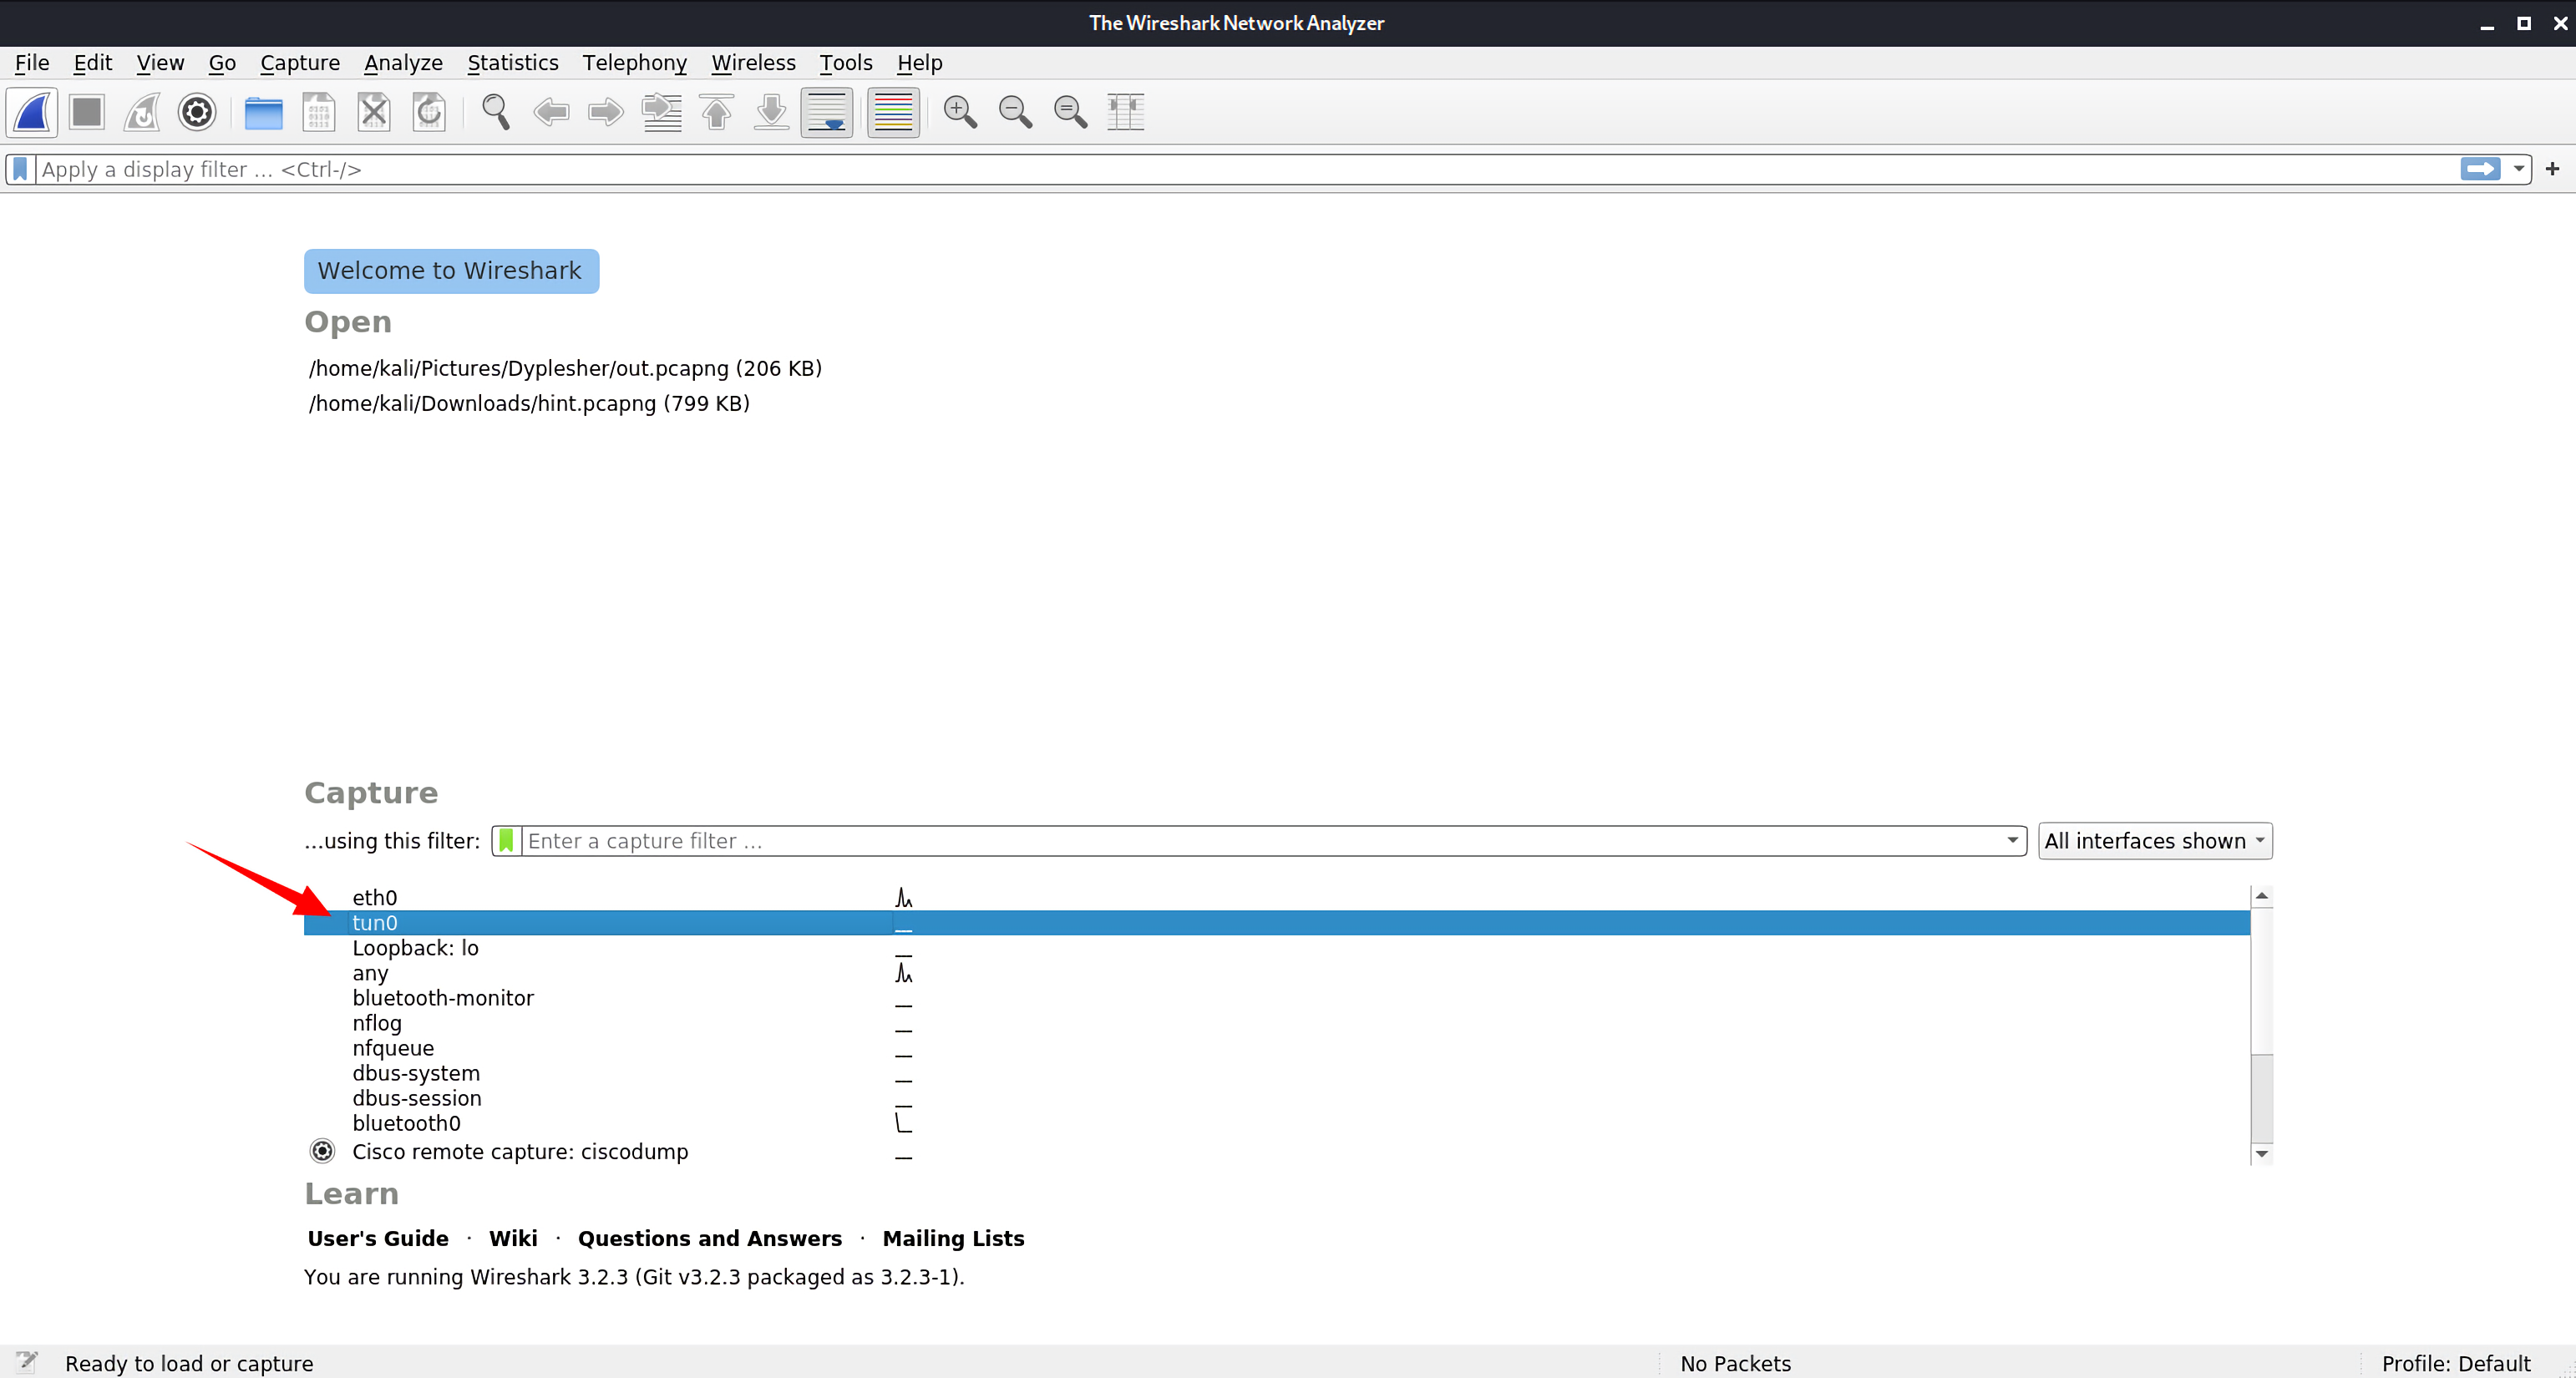 The Wireshark Network Analyzer
File Edit View Go Capture Analyze Statistics Telephony Wireless Tools Help
Apply a display filter ... <Ctrl-/>
Welcome to Wireshark
Open
/home/kali/Pictures/Dyplesher/out.pcapng (206 KB)
/home/kali/Downloads/hint.pcapng (799 KB)
Capture
...using this filter: Enter a capture filter ... All interfaces shown
eth0
tun0
Loopback: lo
any
bluetooth-monitor
nflog
nfqueue
dbus-system
dbus-session
bluetooth0
Cisco remote capture: ciscodump
Learn
User's Guide · Wiki · Questions and Answers · Mailing Lists
You are running Wireshark 3.2.3 (Git v3.2.3 packaged as 3.2.3-1).
Ready to load or capture No Packets Profile: Default